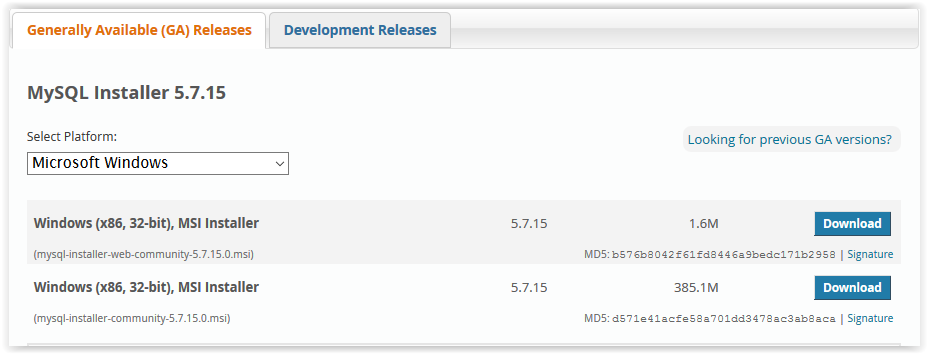 Generally Available (GA) Releases
Development Releases
MySQL Installer 5.7.15
Select Platform:
Looking for previous GA versions?
Microsoft Windows
Windows (x86, 32-bit), MSI Installer 5.7.15 1.6M Download
(mysql-installer-web-community-5.7.15.0.msi) MD5: b576b8042f61fd8446a9bedc171b2958 | Signature
Windows (x86, 32-bit), MSI Installer 5.7.15 385.1M Download
(mysql-installer-community-5.7.15.0.msi) MD5: d571e41acfe58a701dd3478ac3ab8aca | Signature